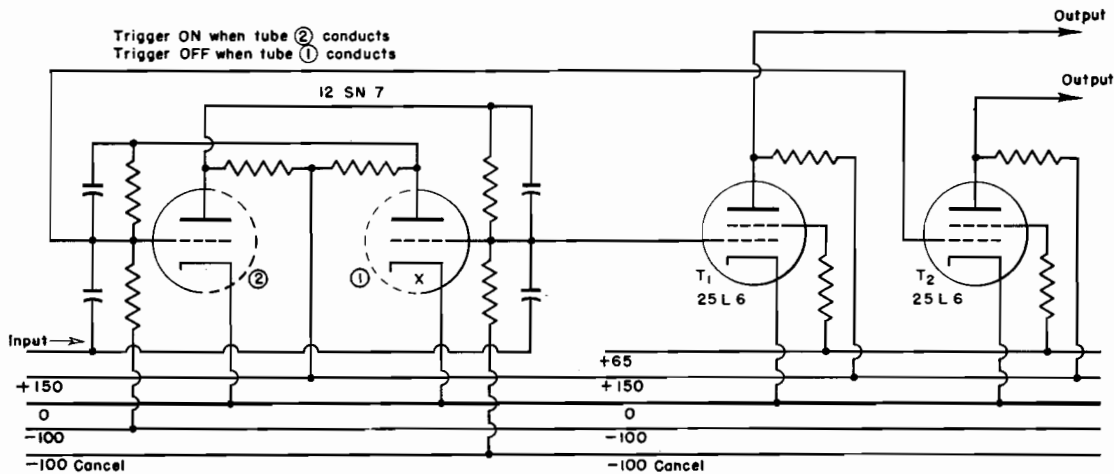 Output
Trigger ON when tube ② conducts
Trigger OFF when tube ① conducts
Output
12 SN 7
②
①
X
T₁
25 L 6
T₂
25 L 6
Input
+65
+150
+150
0
0
-100
-100
-100 Cancel
-100 Cancel